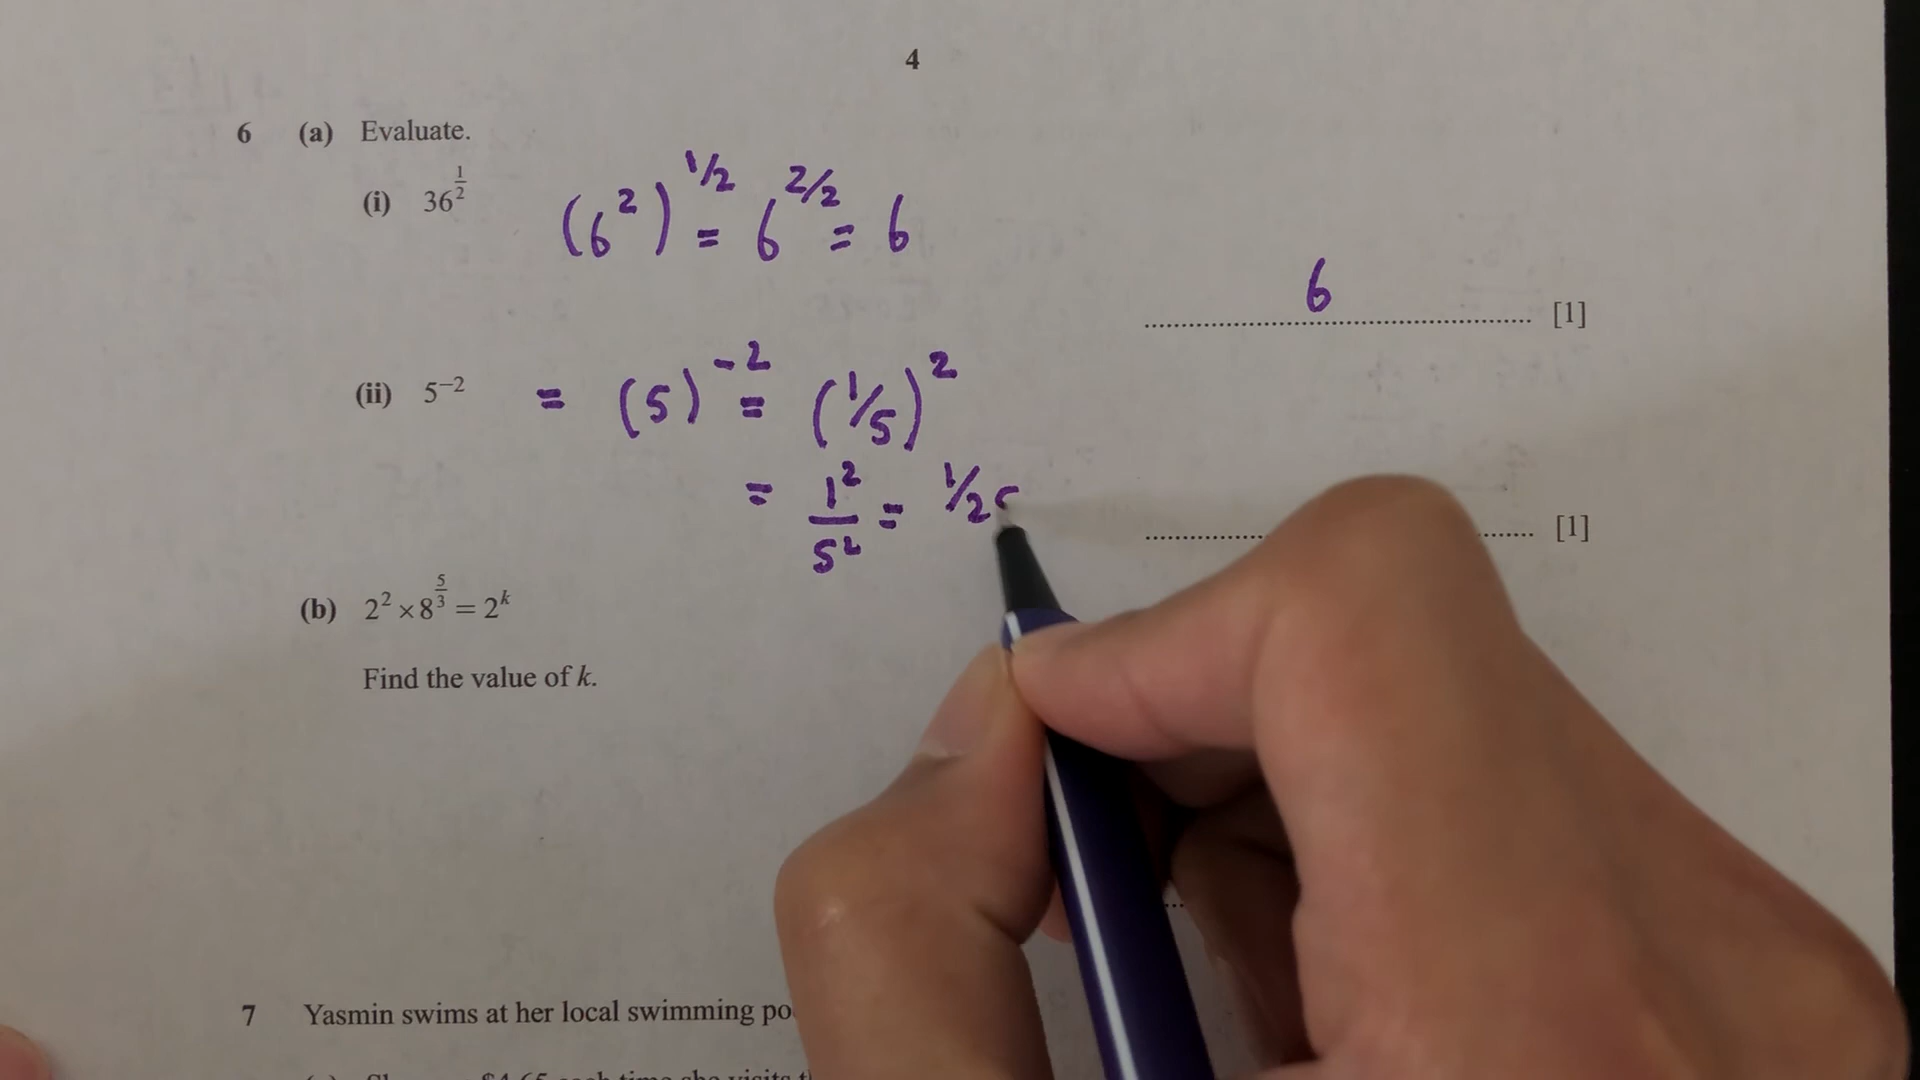 4
6 (a) Evaluate.
(i) 36^{1/2} (6²)^{1/2} = 6^{2/2} = 6
6
[1]
(ii) 5⁻² = (5)⁻² = (1/5)²
= 1²/5² = 1/25
[1]
(b) 2² × 8^{5/3} = 2^k
Find the value of k.
7 Yasmin swims at her local swimming